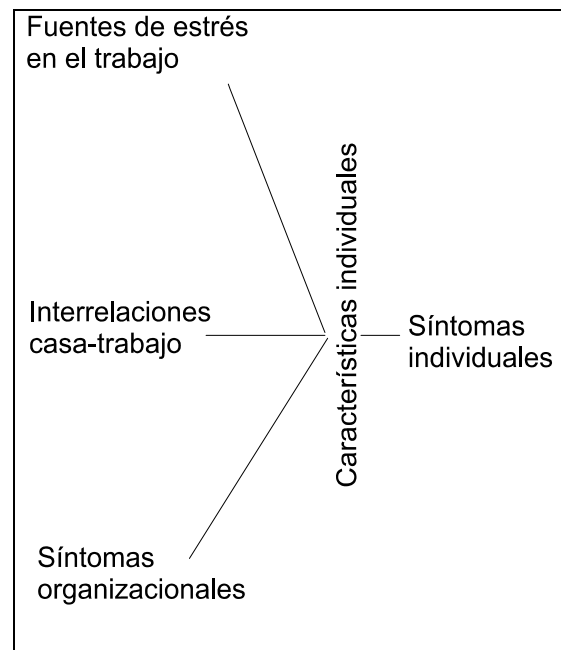 Fuentes de estrés
en el trabajo
Interrelaciones
casa-trabajo
Características individuales
Síntomas
individuales
Síntomas
organizacionales